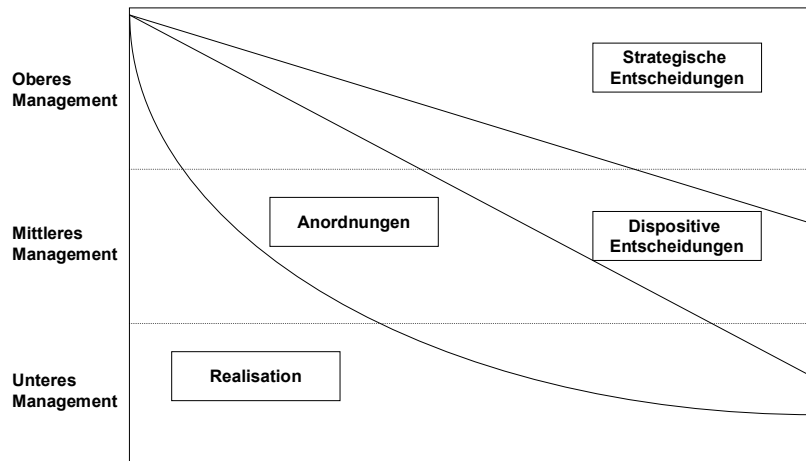 Oberes
Management
Strategische
Entscheidungen
Mittleres
Management
Anordnungen
Dispositive
Entscheidungen
Unteres
Management
Realisation